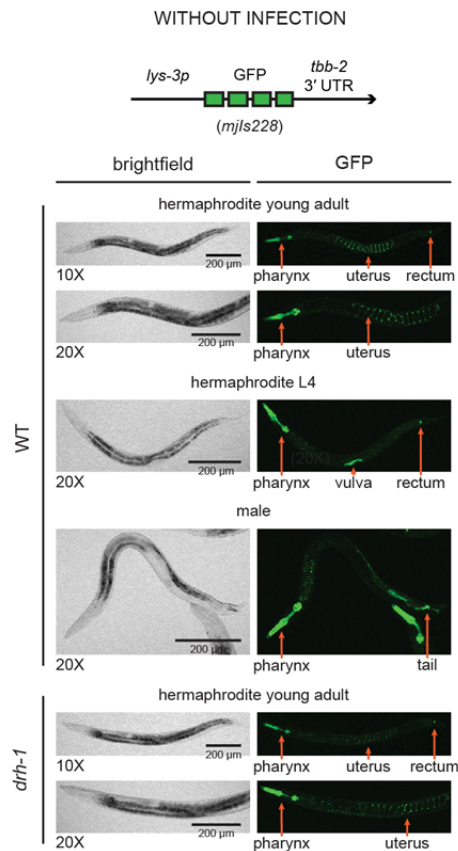 WITHOUT INFECTION
lys-3p GFP tbb-2
3′ UTR
(mjIs228)
brightfield GFP
WT
hermaphrodite young adult
10X 200 µm pharynx uterus rectum
20X 200 µm pharynx uterus
hermaphrodite L4
(20X)
20X pharynx vulva rectum
male
20X 200 µm pharynx tail
drh-1
hermaphrodite young adult
10X 200 µm pharynx uterus rectum
20X 200 µm pharynx uterus